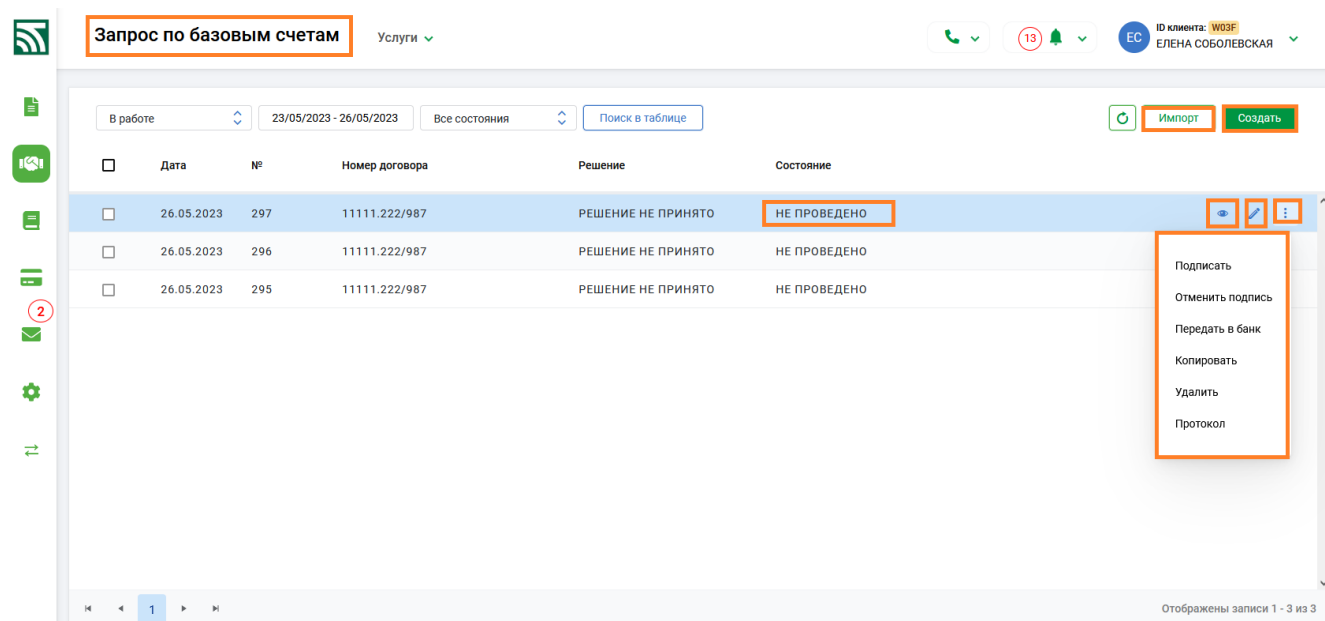 Запрос по базовым счетам
Услуги
13
ЕС
ID клиента: W03F
ЕЛЕНА СОБОЛЕВСКАЯ
В работе
23/05/2023 - 26/05/2023
Все состояния
Поиск в таблице
Импорт
Создать
Дата № Номер договора Решение Состояние
26.05.2023 297 11111.222/987 РЕШЕНИЕ НЕ ПРИНЯТО НЕ ПРОВЕДЕНО
26.05.2023 296 11111.222/987 РЕШЕНИЕ НЕ ПРИНЯТО НЕ ПРОВЕДЕНО
26.05.2023 295 11111.222/987 РЕШЕНИЕ НЕ ПРИНЯТО НЕ ПРОВЕДЕНО
Подписать
Отменить подпись
Передать в банк
Копировать
Удалить
Протокол
2
1
Отображены записи 1 - 3 из 3